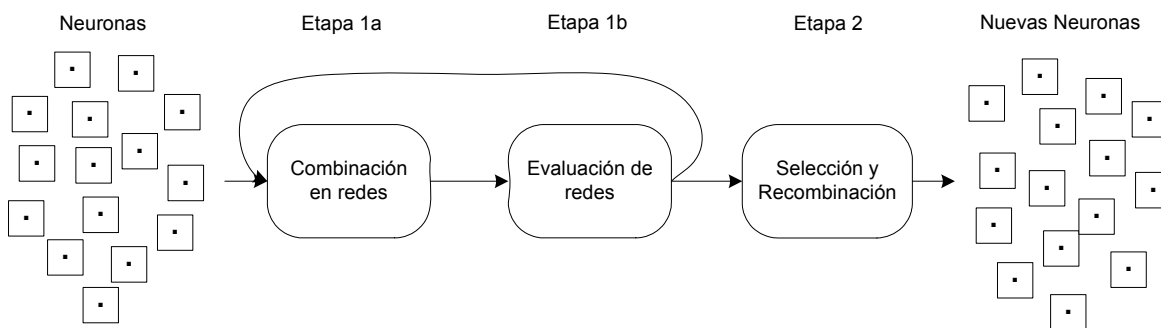 Neuronas
Etapa 1a
Etapa 1b
Etapa 2
Nuevas Neuronas
Combinación
en redes
Evaluación de
redes
Selección y
Recombinación